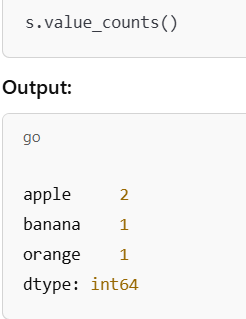 s.value_counts()
Output:
go
apple     2
banana    1
orange    1
dtype: int64